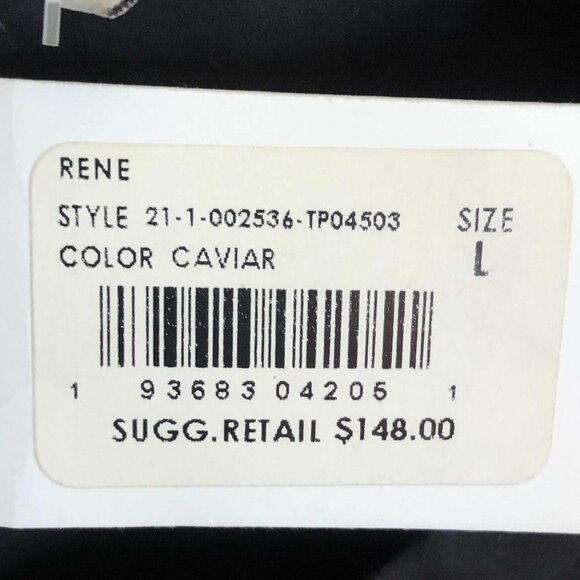 RENE
STYLE 21-1-002536-TP04503 SIZE
COLOR CAVIAR L
1 93683 04205 1
SUGG.RETAIL $148.00